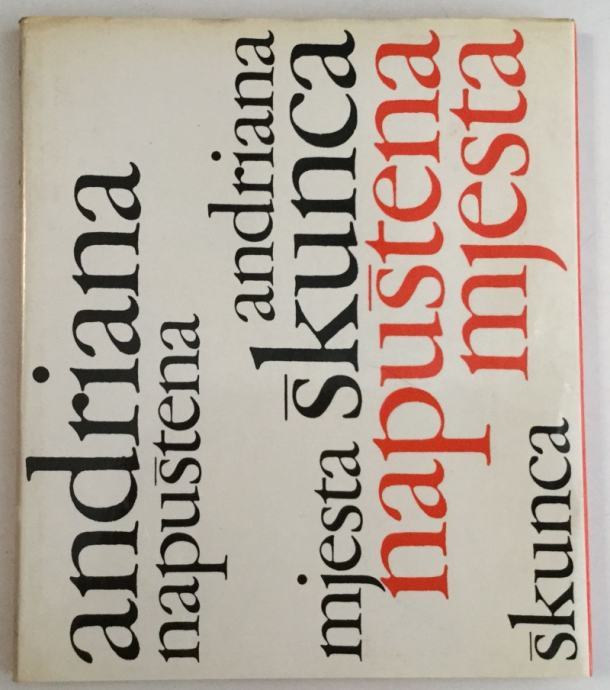 andriana
napuštena
andriana
mjesta škunca
napuštena
mjesta
škunca